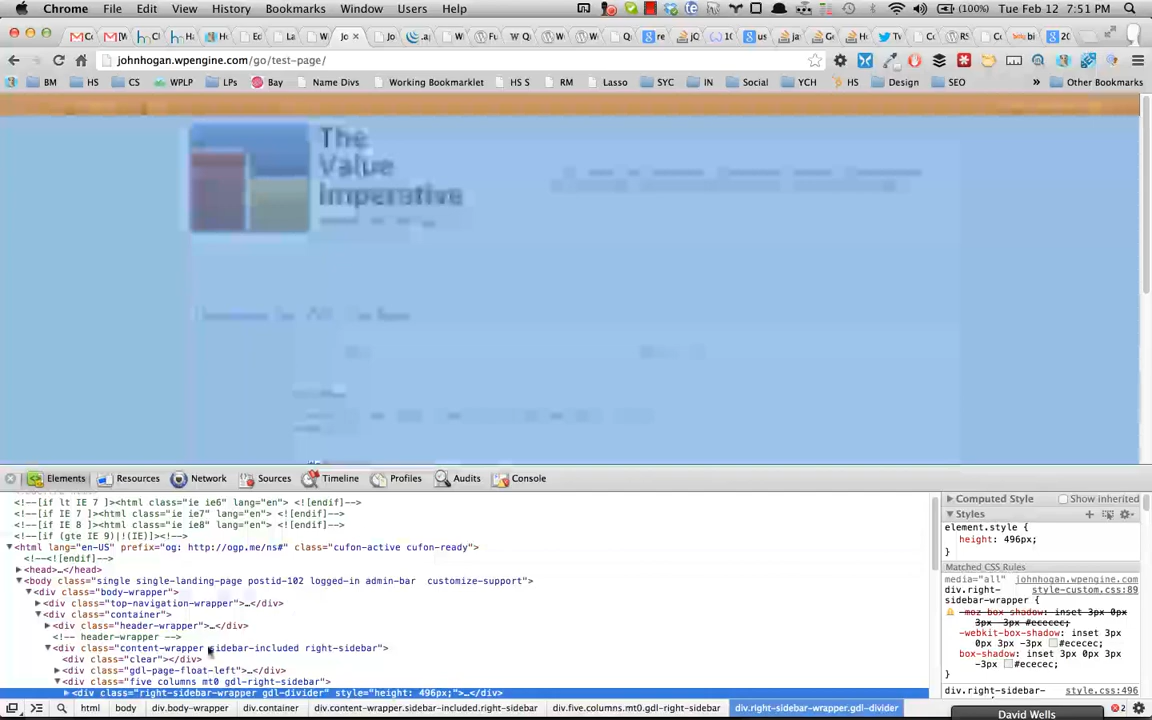 Chrome File Edit View History Bookmarks Window Users Help (100%) Tue Feb 12 7:51 PM
Jo
johnhogan.wpengine.com/go/test-page/
BM HS CS WPLP LPs Bay Name Divs Working Bookmarklet HS S RM Lasso SYC IN Social YCH Design SEO » Other Bookmarks
The
Value
Imperative
Elements Resources Network Sources Timeline Profiles Audits Console
<!--[if lt IE 7 ]><html class="ie ie6" lang="en"> <![endif]-->
<!--[if IE 7 ]><html class="ie ie7" lang="en"> <![endif]-->
<!--[if IE 8 ]><html class="ie ie8" lang="en"> <![endif]-->
<!--[if (gte IE 9)|!(IE)]><!-->
<html lang="en-US" prefix="og: http://ogp.me/ns#" class="cufon-active cufon-ready">
<!--<![endif]-->
<head>…</head>
<body class="single single-landing-page postid-102 logged-in admin-bar customize-support">
<div class="body-wrapper">
<div class="top-navigation-wrapper">…</div>
<div class="container">
<div class="header-wrapper">…</div>
<!-- header-wrapper -->
<div class="content-wrapper sidebar-included right-sidebar">
<div class="clear"></div>
<div class="gdl-page-float-left">…</div>
<div class="five columns mt0 gdl-right-sidebar">
<div class="right-sidebar-wrapper gdl-divider" style="height: 496px;">…</div>
Computed Style Show inherited
Styles
element.style {
height: 496px;
}
Matched CSS Rules
media="all" johnhogan.wpengine.com
div.right- style-custom.css:89
sidebar-wrapper {
-moz-box-shadow: inset 3px 0px
3px -3px #ececec;
-webkit-box-shadow: inset 3px
0px 3px -3px #ececec;
box-shadow: inset 3px 0px 3px
-3px #ececec;
}
div.right-sidebar- style.css:496
html body div.body-wrapper div.container div.content-wrapper.sidebar-included.right-sidebar div.five.columns.mt0.gdl-right-sidebar div.right-sidebar-wrapper.gdl-divider 2
David Wells